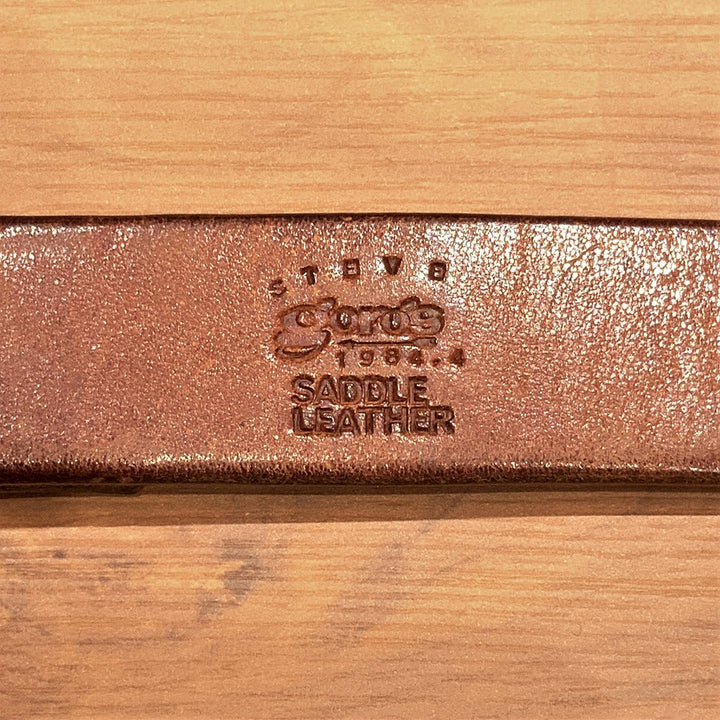 STEVE
goro's
1984.4
SADDLE
LEATHER